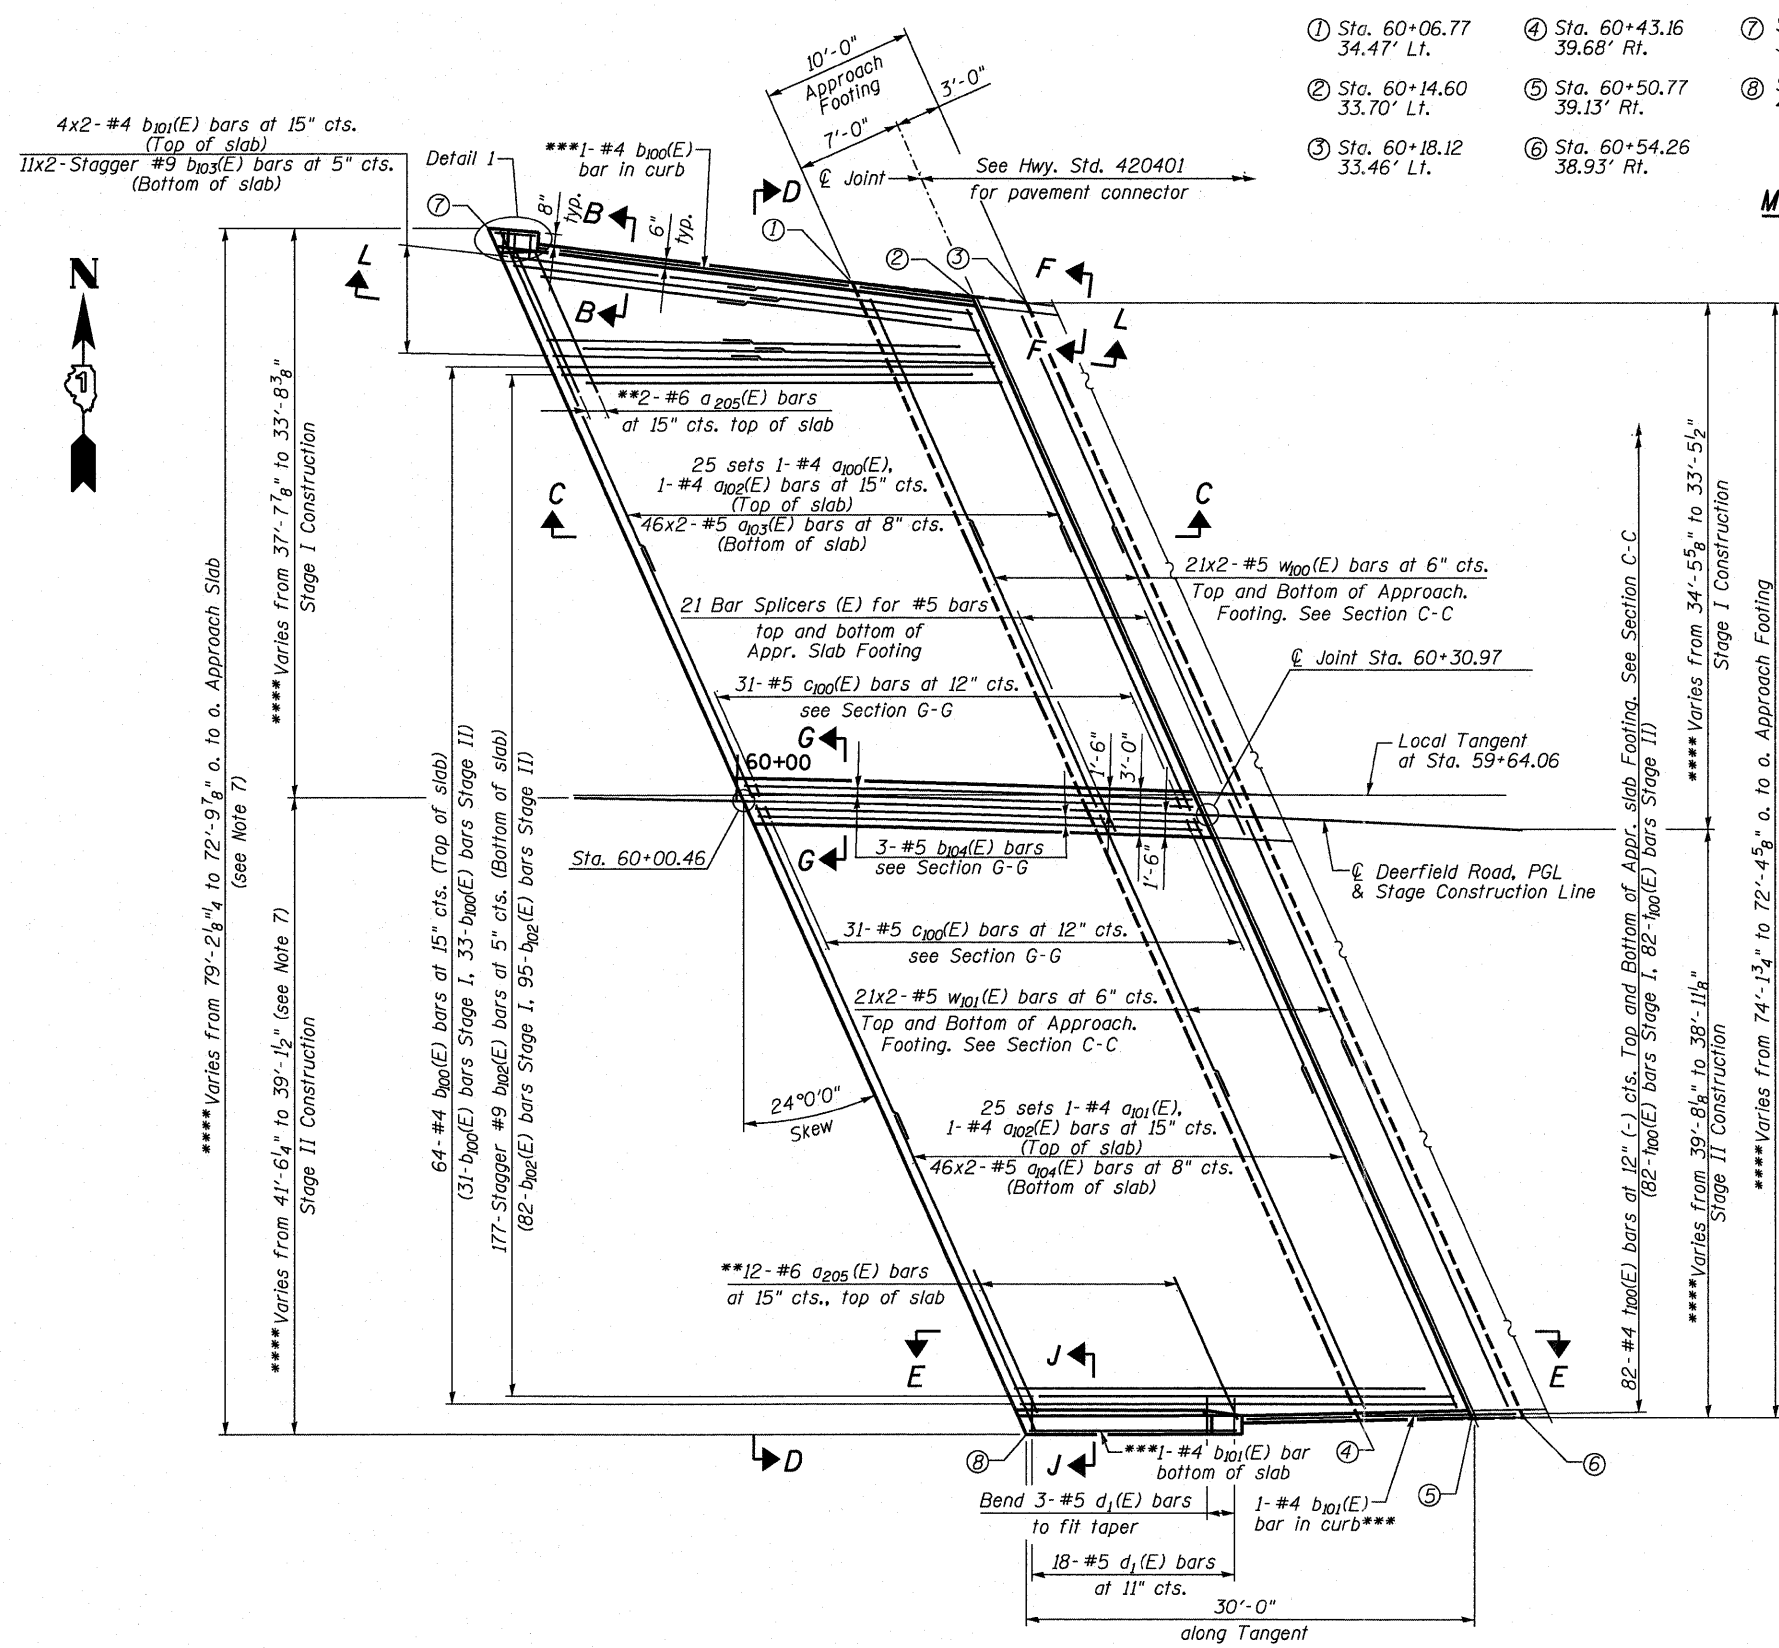 ① Sta. 60+06.77
34.47' Lt.
② Sta. 60+14.60
33.70' Lt.
③ Sta. 60+18.12
33.46' Lt.
④ Sta. 60+43.16
39.68' Rt.
⑤ Sta. 60+50.77
39.13' Rt.
⑥ Sta. 60+54.26
38.93' Rt.
⑦
⑧
M
10'-0"
Approach
Footing
3'-0"
7'-0"
℄ Joint
See Hwy. Std. 420401
for pavement connector
4x2-#4 b101(E) bars at 15" cts.
(Top of slab)
11x2-Stagger #9 b103(E) bars at 5" cts.
(Bottom of slab)
Detail 1
***1-#4 b100(E)
bar in curb
8"
typ.
6"
typ.
B
B
D
L
F
F
L
①
②
③
⑦
N
1
**2-#6 a205(E) bars
at 15" cts. top of slab
25 sets 1-#4 a100(E),
1-#4 a102(E) bars at 15" cts.
(Top of slab)
46x2-#5 a103(E) bars at 8" cts.
(Bottom of slab)
C
C
21x2-#5 w100(E) bars at 6" cts.
Top and Bottom of Approach.
Footing. See Section C-C
21 Bar Splicers (E) for #5 bars
top and bottom of
Appr. Slab Footing
℄ Joint Sta. 60+30.97
31-#5 c100(E) bars at 12" cts.
see Section G-G
G
G
60+00
1'-6"
3'-0"
1'-6"
Local Tangent
at Sta. 59+64.06
Sta. 60+00.46
3-#5 b104(E) bars
see Section G-G
℄ Deerfield Road, PGL
& Stage Construction Line
31-#5 c100(E) bars at 12" cts.
see Section G-G
21x2-#5 w101(E) bars at 6" cts.
Top and Bottom of Approach.
Footing. See Section C-C
24°0'0"
Skew
25 sets 1-#4 a101(E),
1-#4 a102(E) bars at 15" cts.
(Top of slab)
46x2-#5 a104(E) bars at 8" cts.
(Bottom of slab)
**12-#6 a205(E) bars
at 15" cts., top of slab
E
E
J
J
D
⑧
④
⑤
⑥
***1-#4 b101(E) bar
bottom of slab
Bend 3-#5 d1(E) bars
to fit taper
1-#4 b101(E)
bar in curb***
18-#5 d1(E) bars
at 11" cts.
30'-0"
along Tangent
****Varies from 79'-2 1/8" 1/4 to 72'-9 7/8" o. to o. Approach Slab
(see Note 7)
****Varies from 37'-7 7/8" to 33'-8 3/8"
Stage I Construction
****Varies from 41'-6 1/4" to 39'-1 1/2" (see Note 7)
Stage II Construction
64-#4 b100(E) bars at 15" cts. (Top of slab)
(31-b100(E) bars Stage I, 33-b100(E) bars Stage II)
177-Stagger #9 b102(E) bars at 5" cts. (Bottom of slab)
(82-b102(E) bars Stage I, 95-b102(E) bars Stage II)
82-#4 t100(E) bars at 12" (-) cts. Top and Bottom of Appr. slab Footing. See Section C-C
(82-t100(E) bars Stage I, 82-t100(E) bars Stage II)
****Varies from 34'-5 5/8" to 33'-5 1/2"
Stage I Construction
****Varies from 39'-8 1/8" to 38'-11 1/8"
Stage II Construction
****Varies from 74'-1 3/4" to 72'-4 5/8" o. to o. Approach Footing